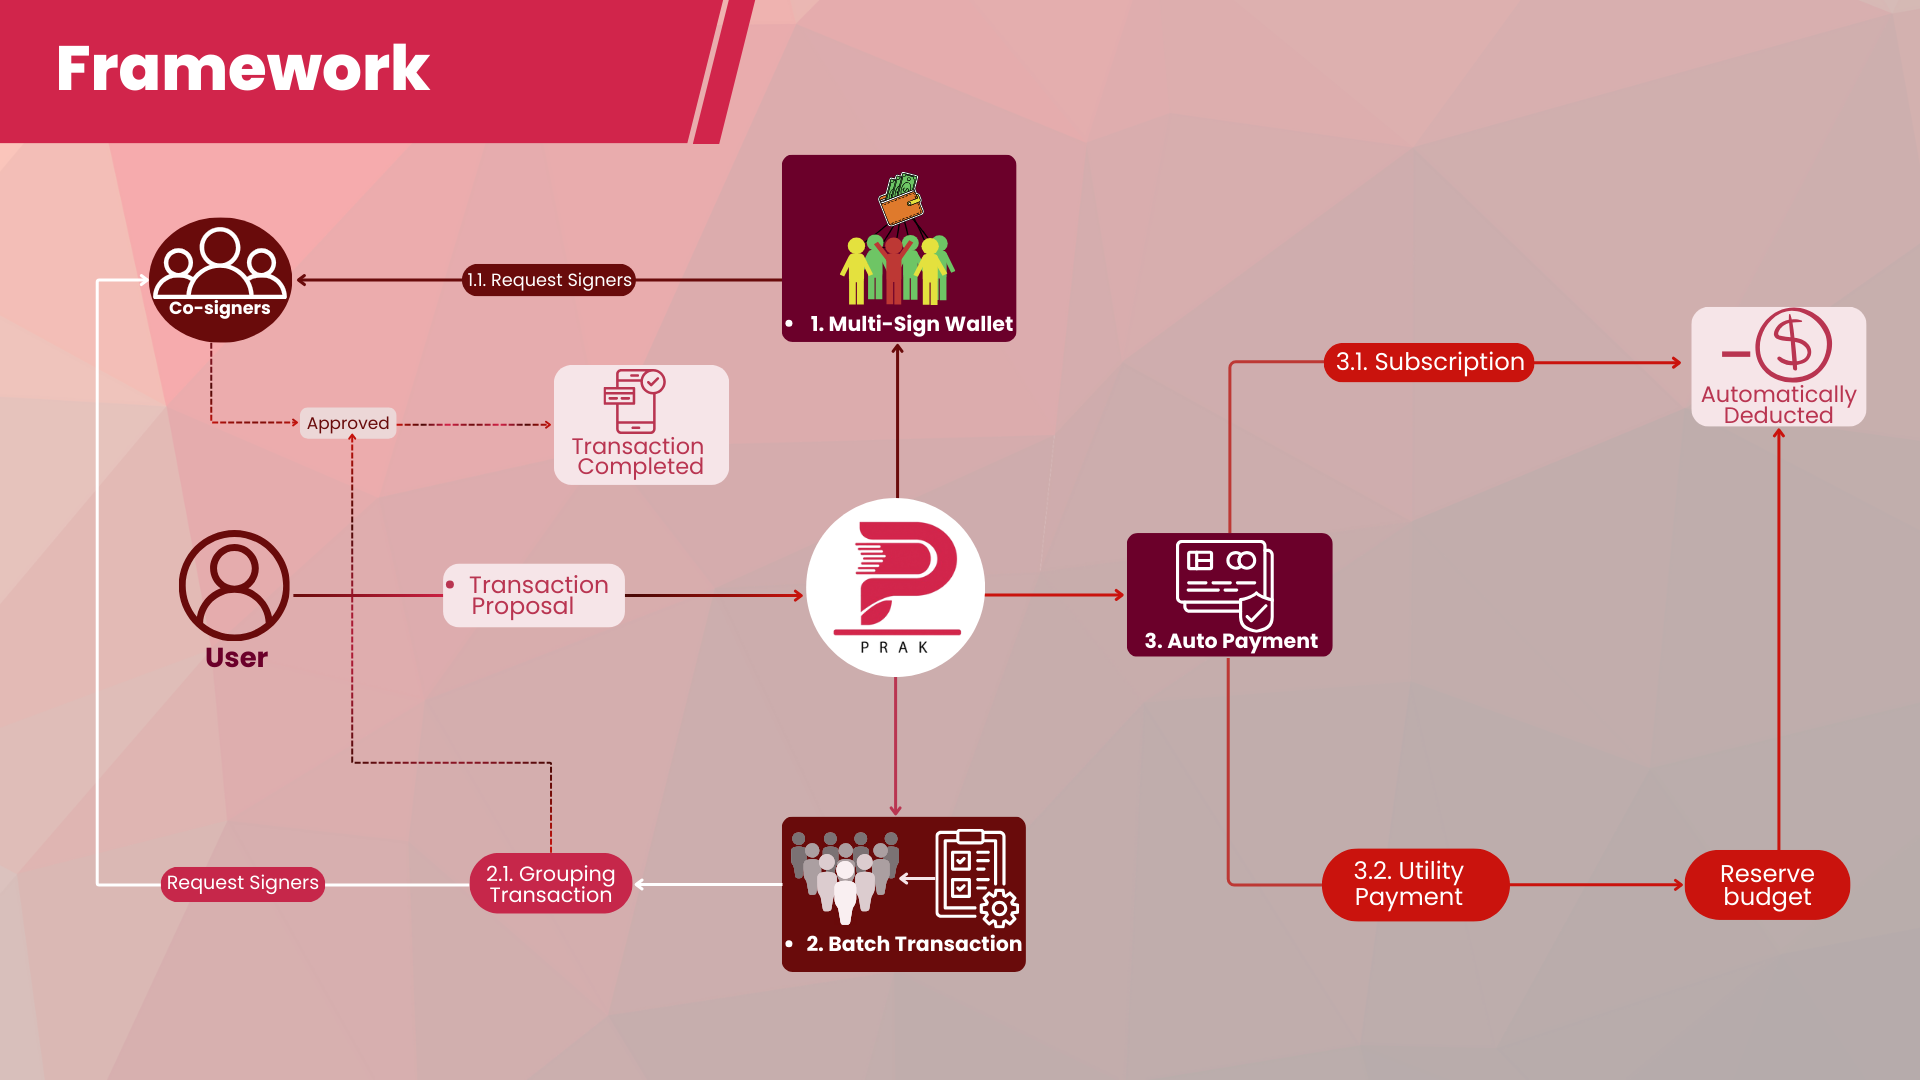 Framework
• 1. Multi-Sign Wallet
1.1. Request Signers
Co-signers
Approved
Transaction
Completed
User
• Transaction
Proposal
PRAK
3. Auto Payment
3.1. Subscription
Automatically
Deducted
3.2. Utility
Payment
Reserve
budget
• 2. Batch Transaction
2.1. Grouping
Transaction
Request Signers